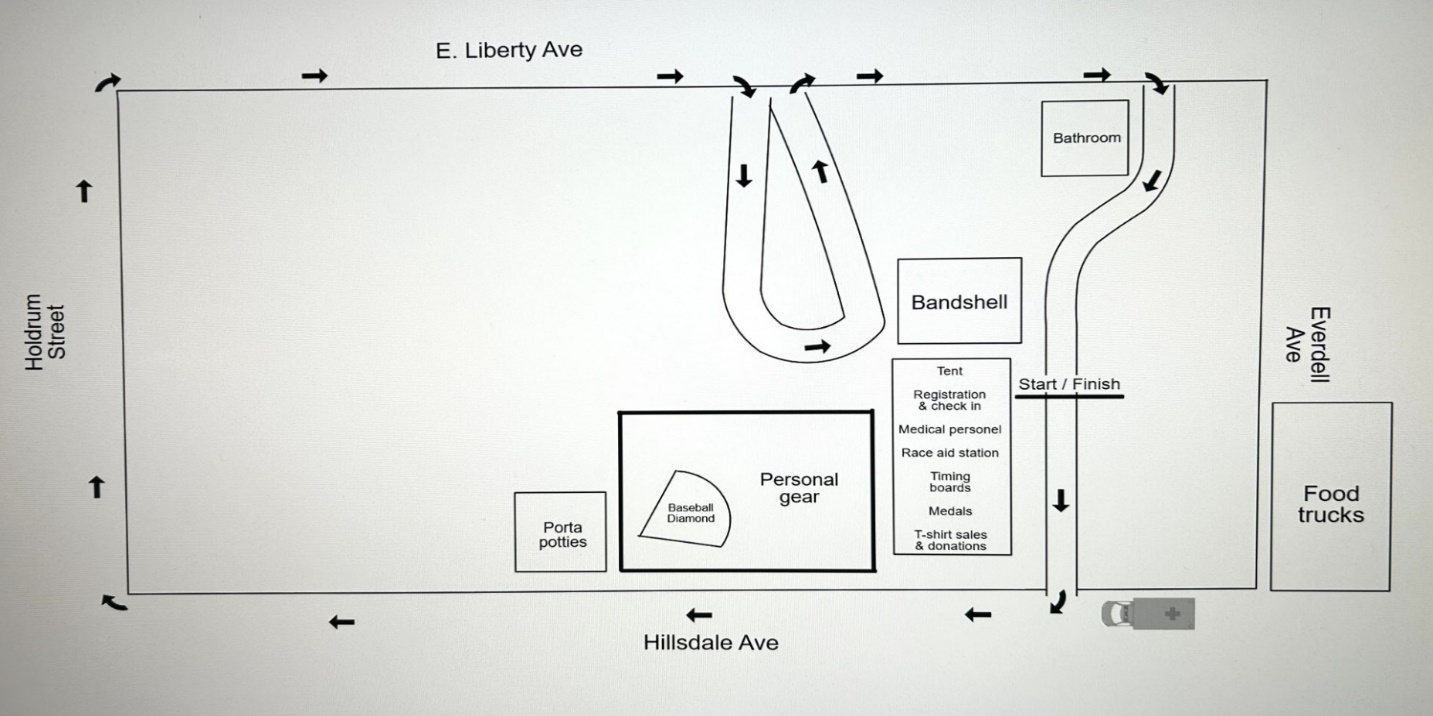 E. Liberty Ave
Bathroom
Holdrum
Street
Bandshell
Everdell
Ave
Start / Finish
Tent
Registration
& check in
Medical personel
Race aid station
Timing
boards
Medals
T-shirt sales
& donations
Personal
gear
Baseball
Diamond
Porta
potties
Food
trucks
Hillsdale Ave